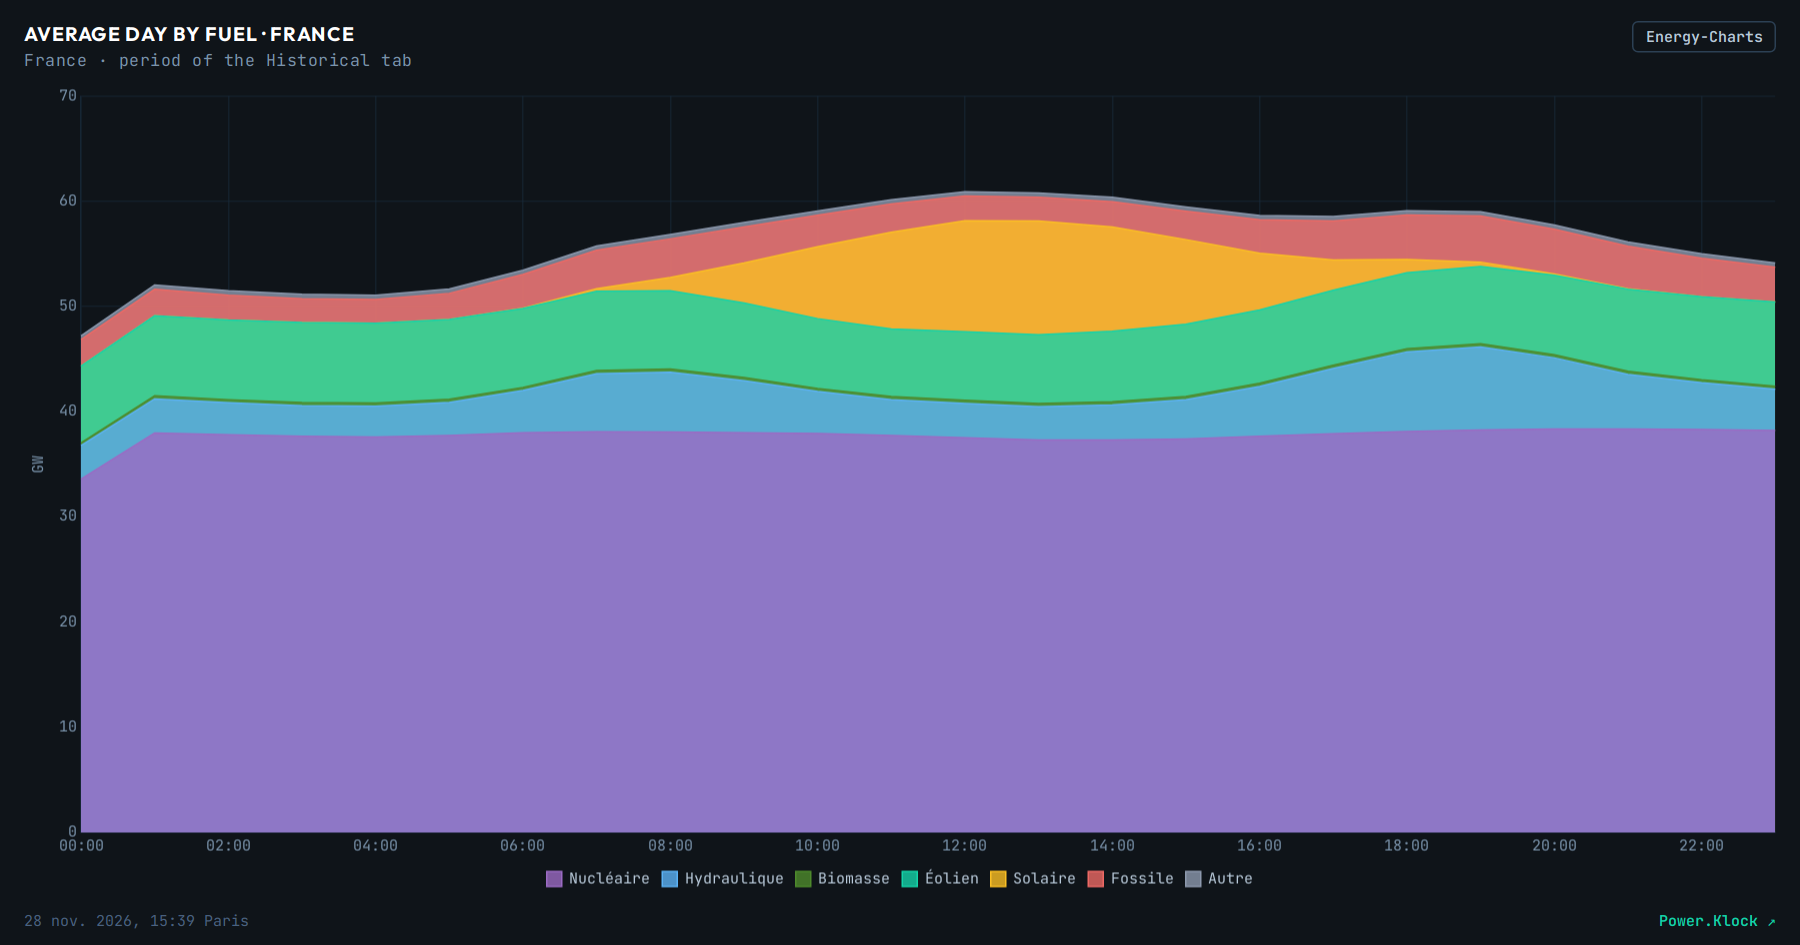 AVERAGE DAY BY FUEL · FRANCE
France · period of the Historical tab
Energy-Charts
70
60
50
40
30
20
10
0
GW
00:00 02:00 04:00 06:00 08:00 10:00 12:00 14:00 16:00 18:00 20:00 22:00
Nucléaire Hydraulique Biomasse Éolien Solaire Fossile Autre
28 nov. 2026, 15:39 Paris
Power.Klock ↗